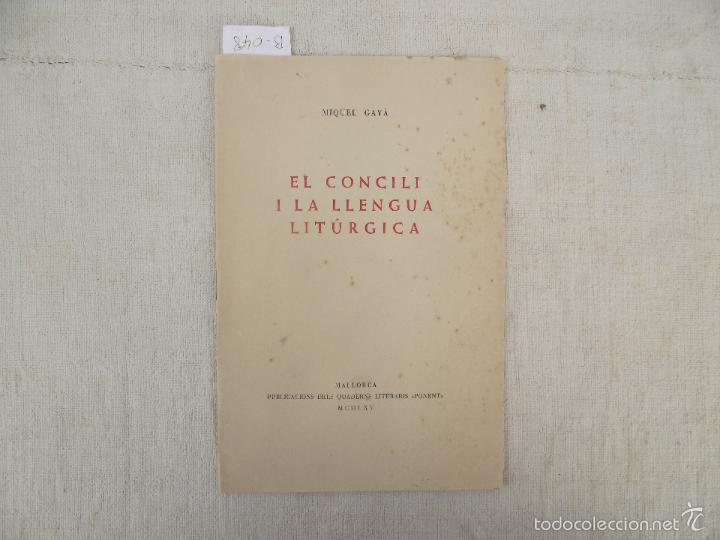 B-048
MIQUEL GAYÀ
EL CONCILI
I LA LLENGUA
LITÚRGICA
MALLORCA
PUBLICACIONS DELS QUADERNS LITERARIS «PONENT»
MCMLXV
todocoleccion.net